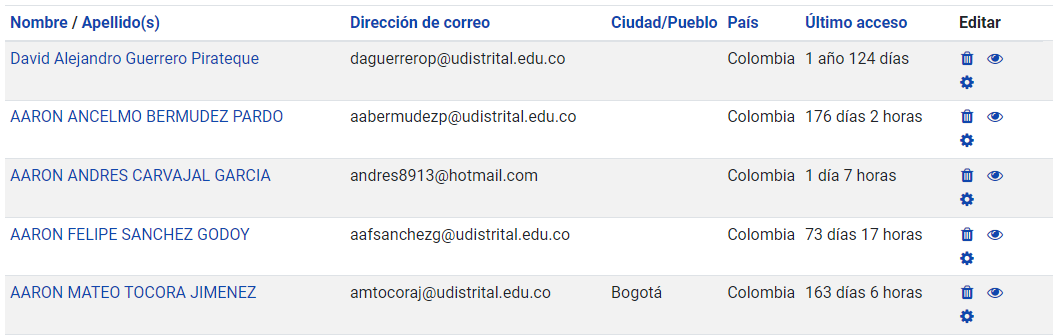 Nombre / Apellido(s) Dirección de correo Ciudad/Pueblo País Último acceso Editar
David Alejandro Guerrero Pirateque daguerrerop@udistrital.edu.co Colombia 1 año 124 días
AARON ANCELMO BERMUDEZ PARDO aabermudezp@udistrital.edu.co Colombia 176 días 2 horas
AARON ANDRES CARVAJAL GARCIA andres8913@hotmail.com Colombia 1 día 7 horas
AARON FELIPE SANCHEZ GODOY aafsanchezg@udistrital.edu.co Colombia 73 días 17 horas
AARON MATEO TOCORA JIMENEZ amtocoraj@udistrital.edu.co Bogotá Colombia 163 días 6 horas